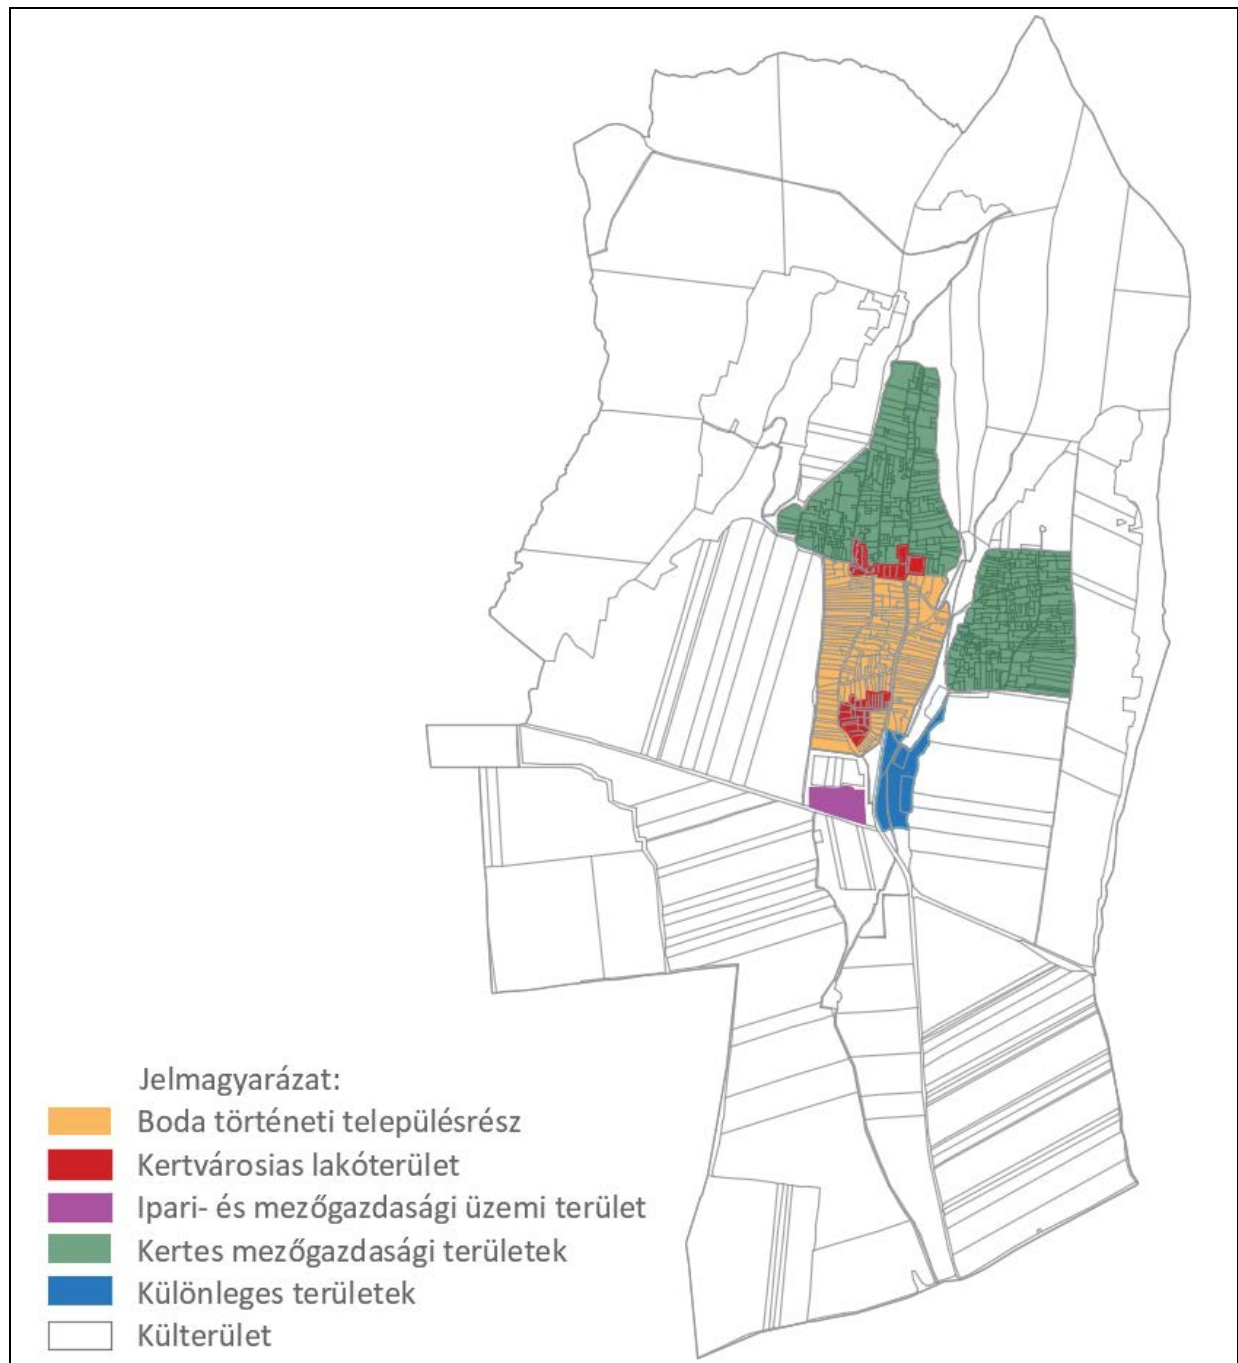 Jelmagyarázat:
Boda történeti településrész
Kertvárosias lakóterület
Ipari- és mezőgazdasági üzemi terület
Kertes mezőgazdasági területek
Különleges területek
Külterület